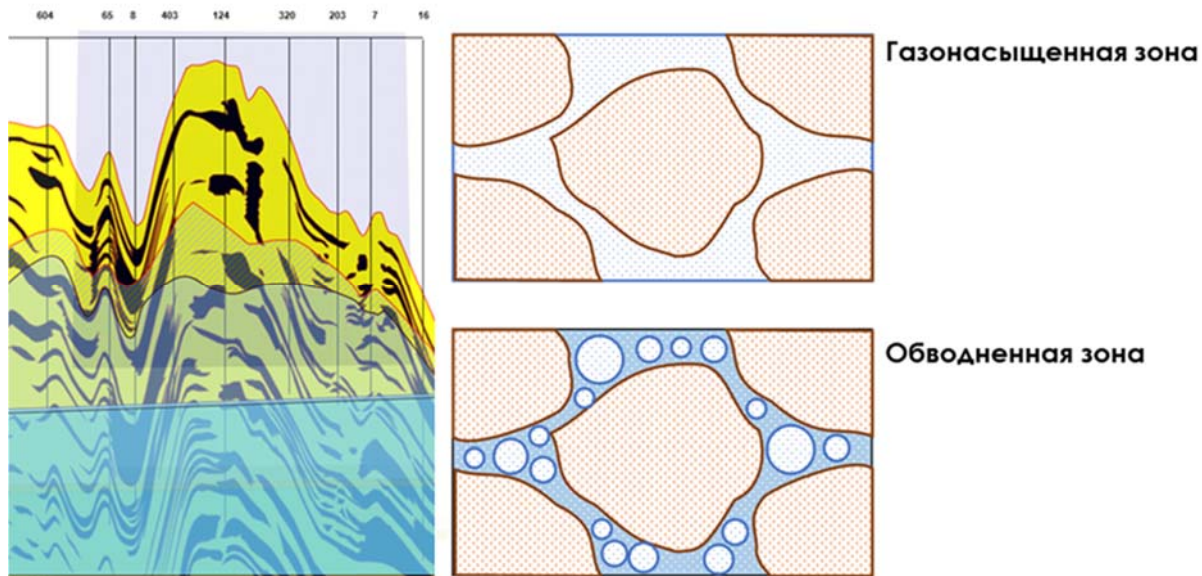 604 65 8 403 124 320 203 7 16
Газонасыщенная зона
Обводненная зона